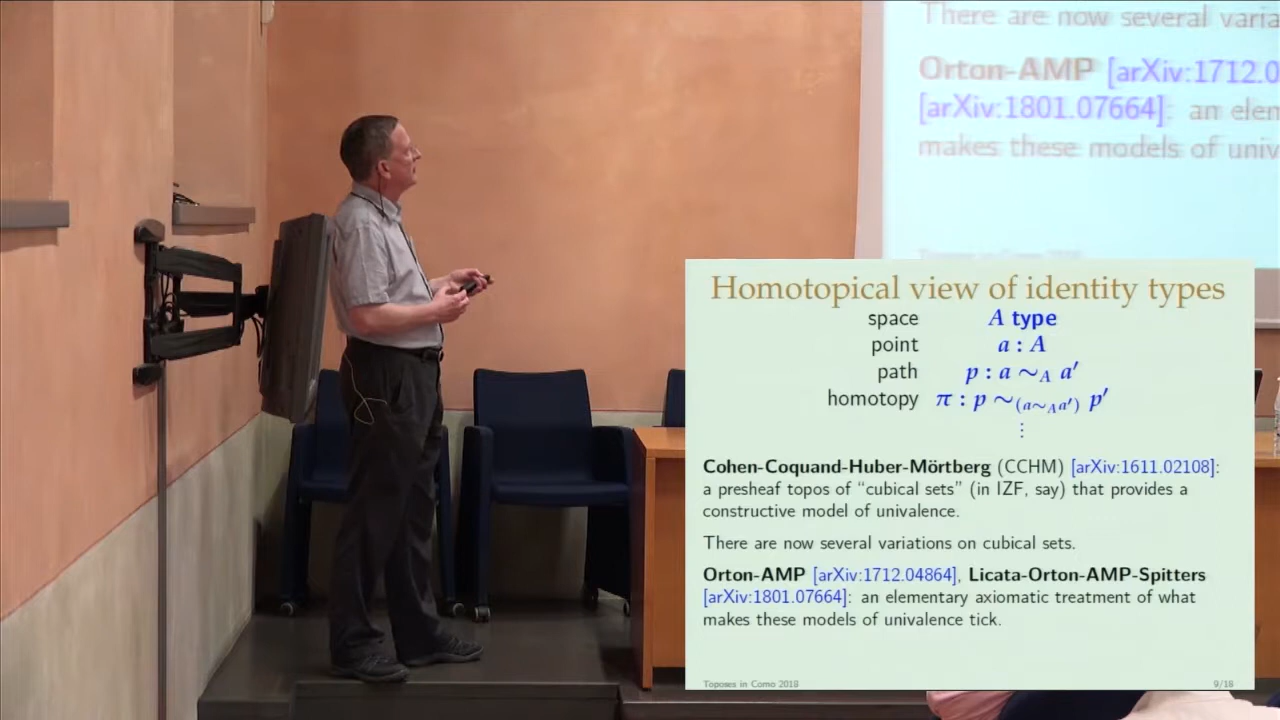 There are now several varia
Orton-AMP [arXiv:1712.0
[arXiv:1801.07664]: an elem
makes these models of univ
Homotopical view of identity types
space A type
point a : A
path p : a ∼A a′
homotopy π : p ∼(a∼A a′) p′
⋮
Cohen-Coquand-Huber-Mörtberg (CCHM) [arXiv:1611.02108]:
a presheaf topos of “cubical sets” (in IZF, say) that provides a
constructive model of univalence.
There are now several variations on cubical sets.
Orton-AMP [arXiv:1712.04864], Licata-Orton-AMP-Spitters
[arXiv:1801.07664]: an elementary axiomatic treatment of what
makes these models of univalence tick.
Toposes in Como 2018 9/18